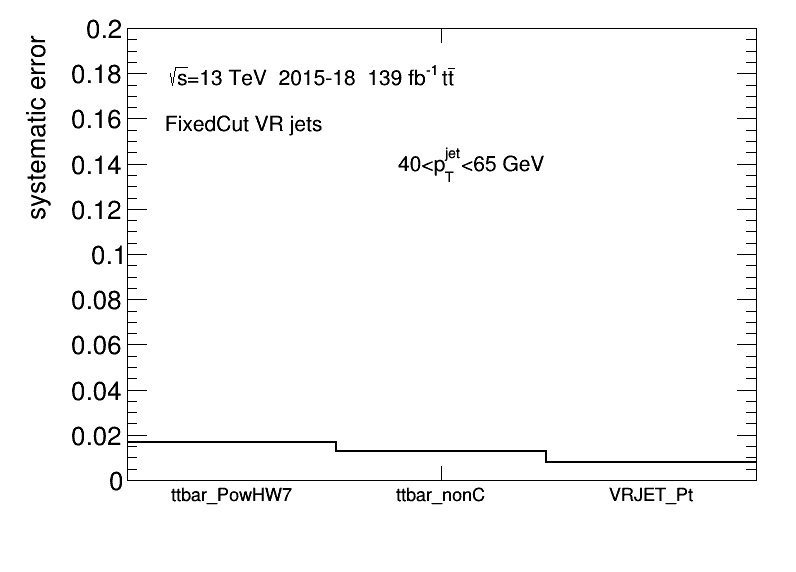 systematic error
0.2
0.18
0.16
0.14
0.12
0.1
0.08
0.06
0.04
0.02
0
√s=13 TeV 2015-18 139 fb⁻¹ tt̄
FixedCut VR jets
40<p_T^jet<65 GeV
ttbar_PowHW7 ttbar_nonC VRJET_Pt